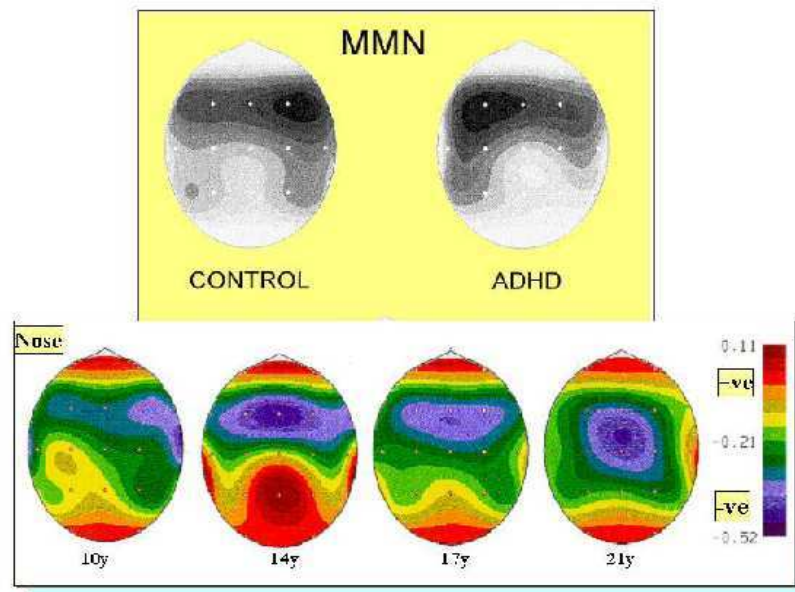 MMN
CONTROL ADHD
Nose
0.11
+ve
-0.21
-ve
-0.52
10y 14y 17y 21y